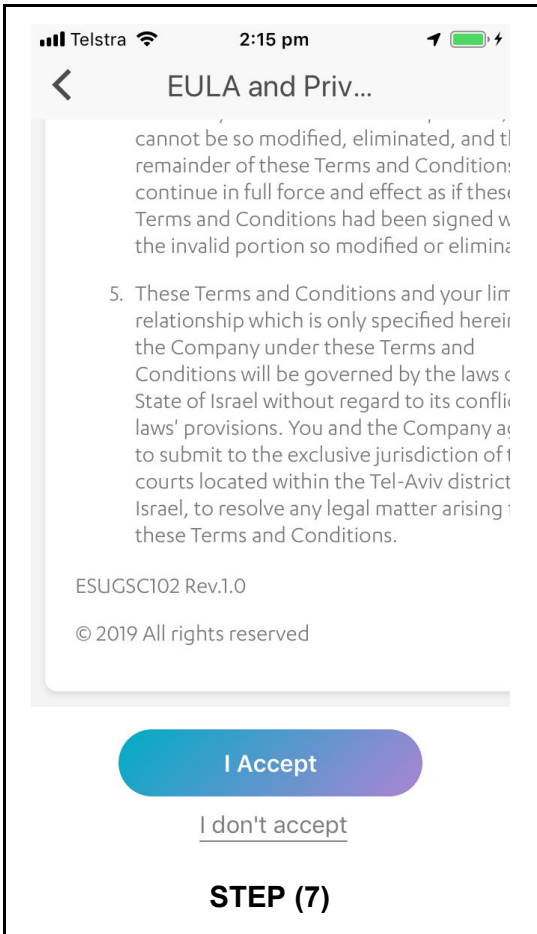 Telstra 2:15 pm
EULA and Priv...
cannot be so modified, eliminated, and
remainder of these Terms and Conditions
continue in full force and effect as if these
Terms and Conditions had been signed
the invalid portion so modified or
5. These Terms and Conditions and your
relationship which is only specified
the Company under these Terms and
Conditions will be governed by the laws
State of Israel without regard to its
laws' provisions. You and the Company
to submit to the exclusive jurisdiction of
courts located within the Tel-Aviv district
Israel, to resolve any legal matter arising
these Terms and Conditions.
ESUGSC102 Rev.1.0
© 2019 All rights reserved
I Accept
I don't accept
STEP (7)